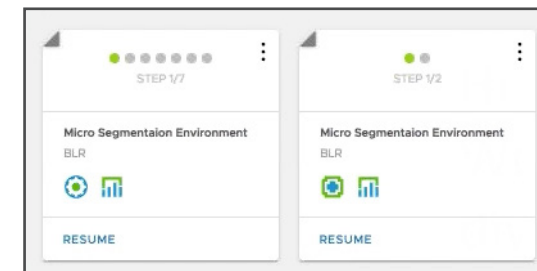 STEP 1/7
Micro Segmentaion Environment
BLR
RESUME
STEP 1/2
Micro Segmentaion Environment
BLR
RESUME